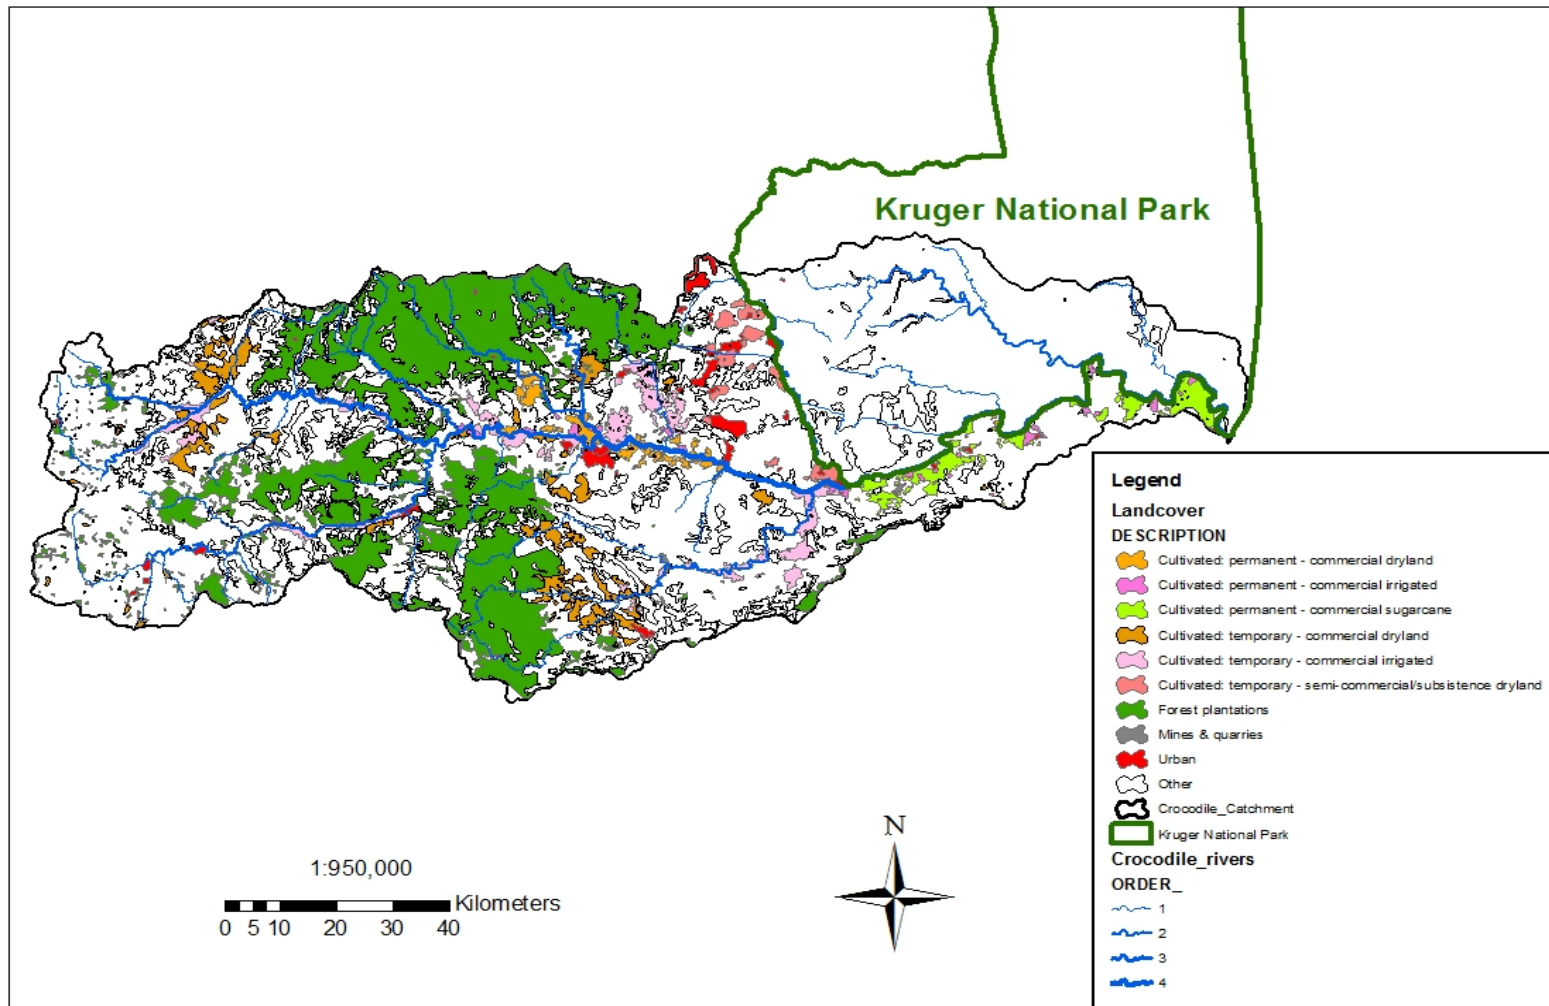 Kruger National Park
Legend
Landcover
DESCRIPTION
Cultivated: permanent - commercial dryland
Cultivated: permanent - commercial irrigated
Cultivated: permanent - commercial sugarcane
Cultivated: temporary - commercial dryland
Cultivated: temporary - commercial irrigated
Cultivated: temporary - semi-commercial/subsistence dryland
Forest plantations
Mines & quarries
Urban
Other
Crocodile_Catchment
Kruger National Park
Crocodile_rivers
ORDER_
1
2
3
4
N
1:950,000
Kilometers
0 5 10 20 30 40